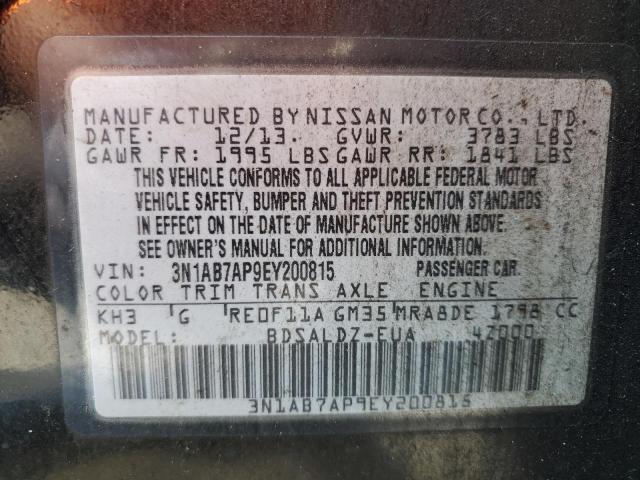 MANUFACTURED BY NISSAN MOTOR CO., LTD.
DATE: 12/13. GVWR: 3783 LBS
GAWR FR: 1995 LBS GAWR RR: 1841 LBS
THIS VEHICLE CONFORMS TO ALL APPLICABLE FEDERAL MOTOR
VEHICLE SAFETY, BUMPER AND THEFT PREVENTION STANDARDS
IN EFFECT ON THE DATE OF MANUFACTURE SHOWN ABOVE.
SEE OWNER'S MANUAL FOR ADDITIONAL INFORMATION.
VIN: 3N1AB7AP9EY200815 PASSENGER CAR
COLOR TRIM TRANS AXLE ENGINE
KH3 G RE0F11A GM35 MRA8DE 1798 CC
MODEL: BDSALDZ-EUA 4Z000
3N1AB7AP9EY200815